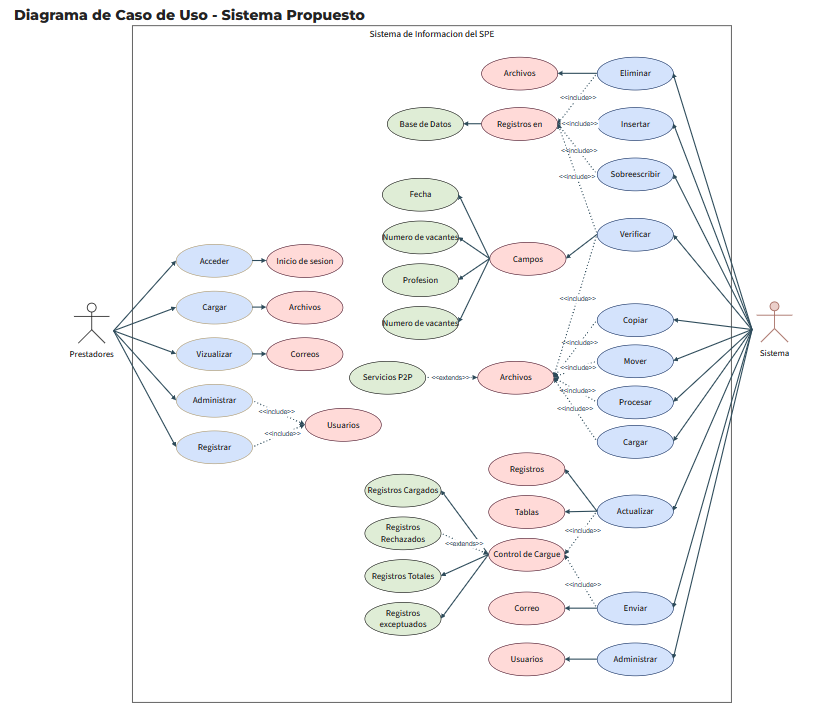 Diagrama de Caso de Uso - Sistema Propuesto
Sistema de Informacion del SPE
Archivos
Eliminar
<<include>>
Base de Datos
Registros en
<<include>>
Insertar
<<include>>
Sobreescribir
<<include>>
Fecha
Numero de vacantes
Campos
Verificar
Profesion
Numero de vacantes
Acceder
Inicio de sesion
Cargar
Archivos
Vizualizar
Correos
Administrar
<<include>>
Usuarios
<<include>>
Registrar
Prestadores
Sistema
<<include>>
Copiar
<<include>>
Mover
<<include>>
Servicios P2P
<<extends>>
Archivos
<<include>>
Procesar
<<include>>
Cargar
Registros
Registros Cargados
Tablas
Actualizar
Registros
Rechazados
<<extends>>
<<include>>
Control de Cargue
Registros Totales
<<include>>
Registros
exceptuados
Correo
Enviar
Usuarios
Administrar